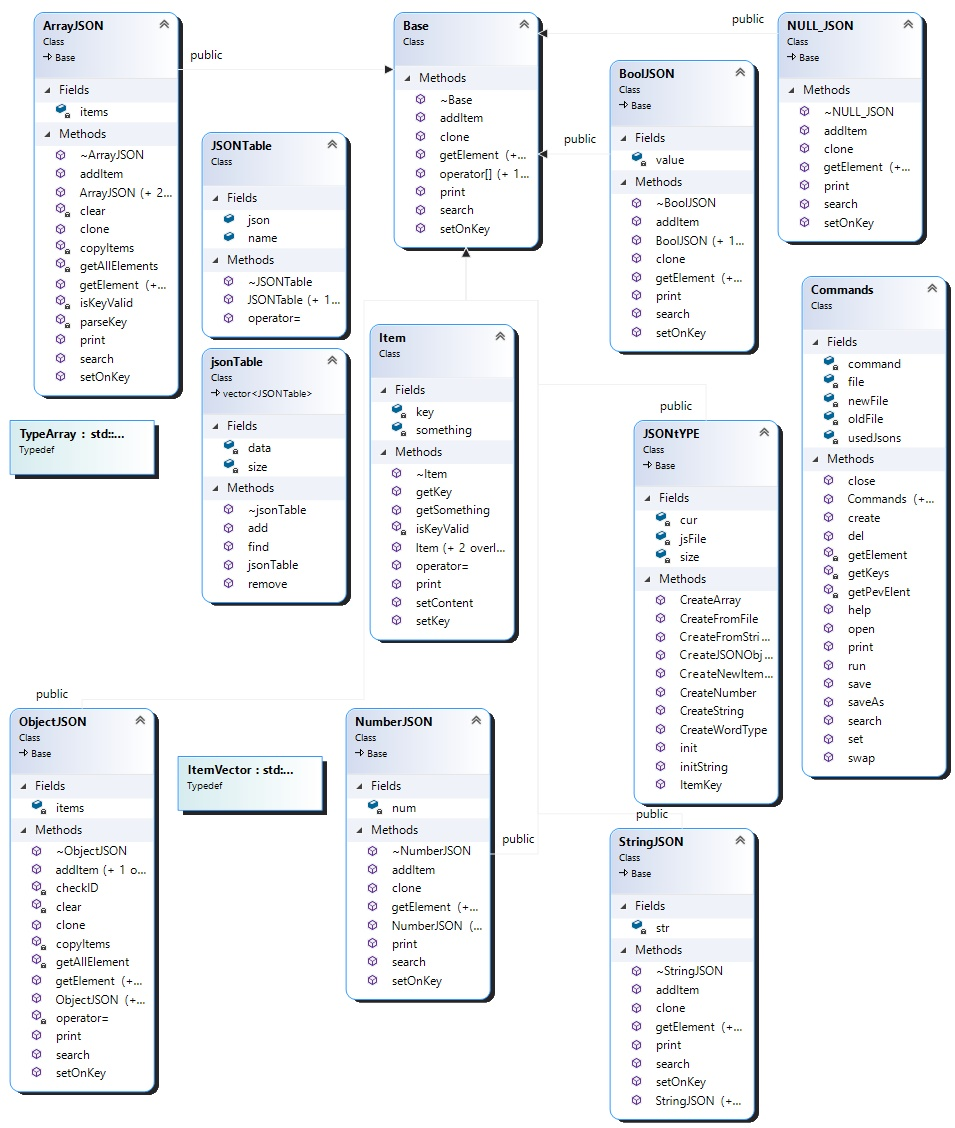 ArrayJSON
Class
Base
Fields
items
Methods
~ArrayJSON
addItem
ArrayJSON (+ 2...
clear
clone
copyItems
getAllElements
getElement (+...
isKeyValid
parseKey
print
search
setOnKey
public
Base
Class
Methods
~Base
addItem
clone
getElement (+...
operator[] (+ 1...
print
search
setOnKey
public
NULL_JSON
Class
Base
Methods
~NULL_JSON
addItem
clone
getElement (+...
print
search
setOnKey
public
BoolJSON
Class
Base
Fields
value
Methods
~BoolJSON
addItem
BoolJSON (+ 1...
clone
getElement (+...
print
search
setOnKey
JSONTable
Class
Fields
json
name
Methods
~JSONTable
JSONTable (+ 1...
operator=
jsonTable
Class
vector<JSONTable>
Fields
data
size
Methods
~jsonTable
add
find
jsonTable
remove
TypeArray : std::...
Typedef
Item
Class
Fields
key
something
Methods
~Item
getKey
getSomething
isKeyValid
Item (+ 2 overl...
operator=
print
setContent
setKey
Commands
Class
Fields
command
file
newFile
oldFile
usedJsons
Methods
close
Commands (+...
create
del
getElement
getKeys
getPevElent
help
open
print
run
save
saveAs
search
set
swap
public
JSONtYPE
Class
Base
Fields
cur
jsFile
size
Methods
CreateArray
CreateFromFile
CreateFromStri...
CreateJSONObj...
CreateNewItem...
CreateNumber
CreateString
CreateWordType
init
initString
ItemKey
public
ObjectJSON
Class
Base
Fields
items
Methods
~ObjectJSON
addItem (+ 1 o...
checkID
clear
clone
copyItems
getAllElement
getElement (+...
ObjectJSON (+...
operator=
print
search
setOnKey
ItemVector : std:...
Typedef
NumberJSON
Class
Base
Fields
num
Methods
~NumberJSON
addItem
clone
getElement (+...
NumberJSON (...
print
search
setOnKey
public
public
StringJSON
Class
Base
Fields
str
Methods
~StringJSON
addItem
clone
getElement (+...
print
search
setOnKey
StringJSON (+...